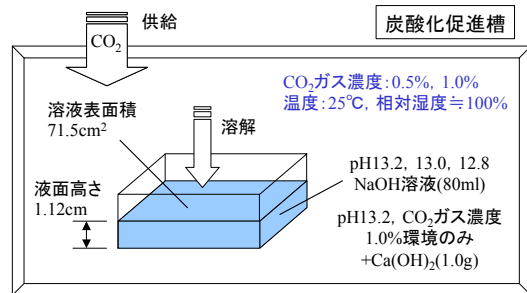 供給
CO2
炭酸化促進槽
CO2ガス濃度:0.5%, 1.0%
温度:25℃, 相対湿度≒100%
溶液表面積
71.5cm2
溶解
液面高さ
1.12cm
pH13.2, 13.0, 12.8
NaOH溶液(80ml)
pH13.2, CO2ガス濃度
1.0%環境のみ
+Ca(OH)2(1.0g)